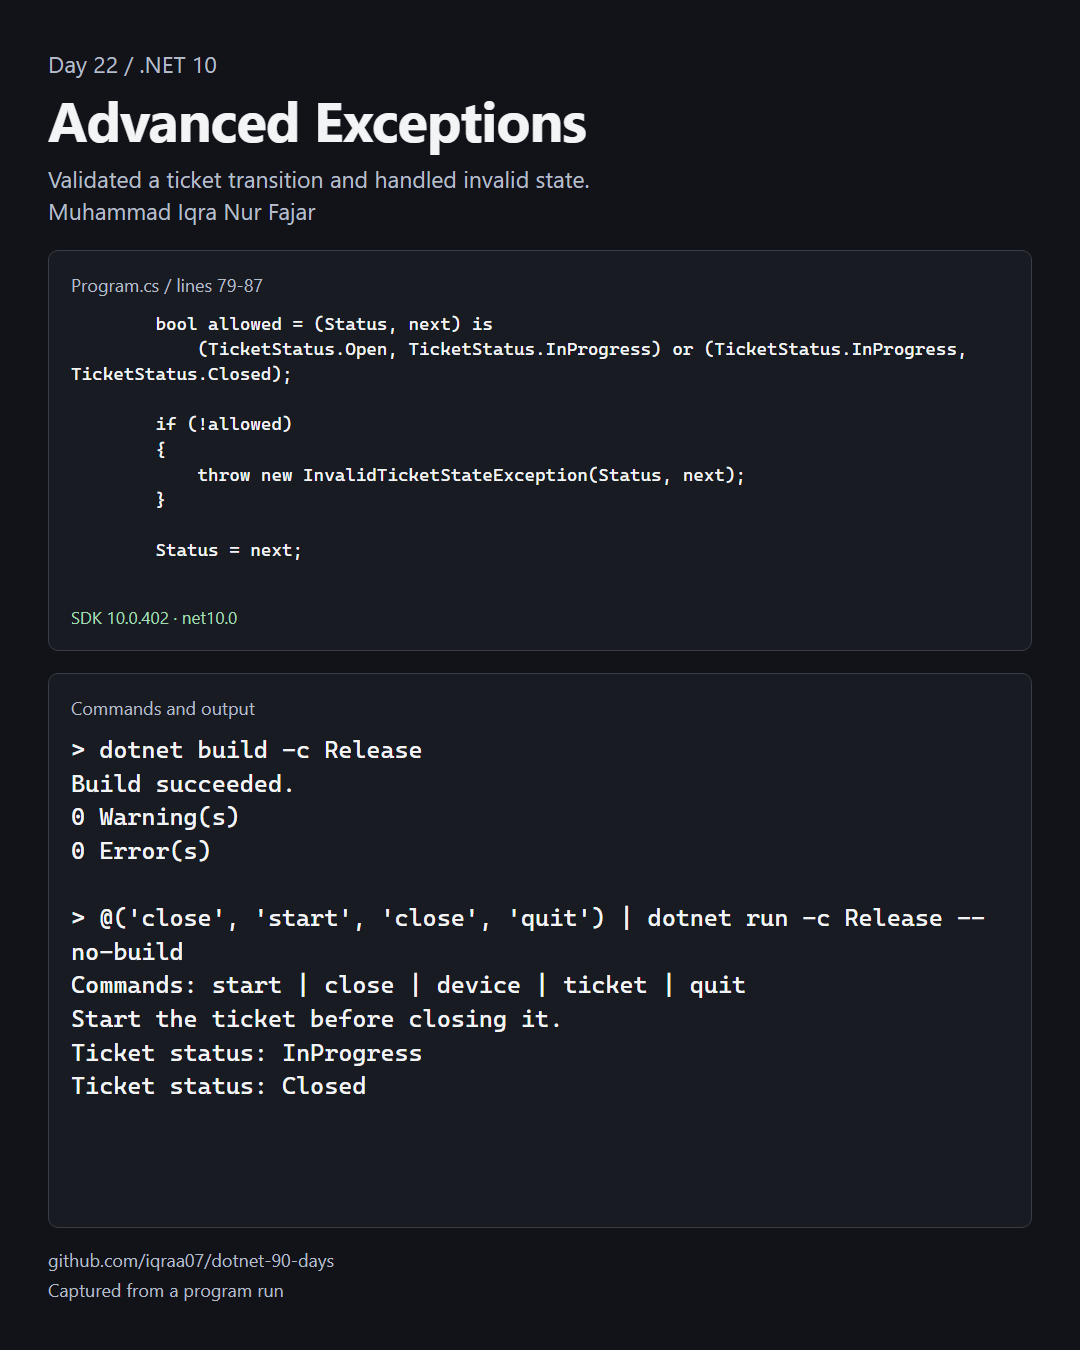 Day 22 / .NET 10
Advanced Exceptions
Validated a ticket transition and handled invalid state.
Muhammad Iqra Nur Fajar
Program.cs / lines 79-87
bool allowed = (Status, next) is
(TicketStatus.Open, TicketStatus.InProgress) or (TicketStatus.InProgress,
TicketStatus.Closed);
if (!allowed)
{
throw new InvalidTicketStateException(Status, next);
}
Status = next;
SDK 10.0.402 · net10.0
Commands and output
> dotnet build -c Release
Build succeeded.
0 Warning(s)
0 Error(s)
> @('close', 'start', 'close', 'quit') | dotnet run -c Release --
no-build
Commands: start | close | device | ticket | quit
Start the ticket before closing it.
Ticket status: InProgress
Ticket status: Closed
github.com/iqraa07/dotnet-90-days
Captured from a program run